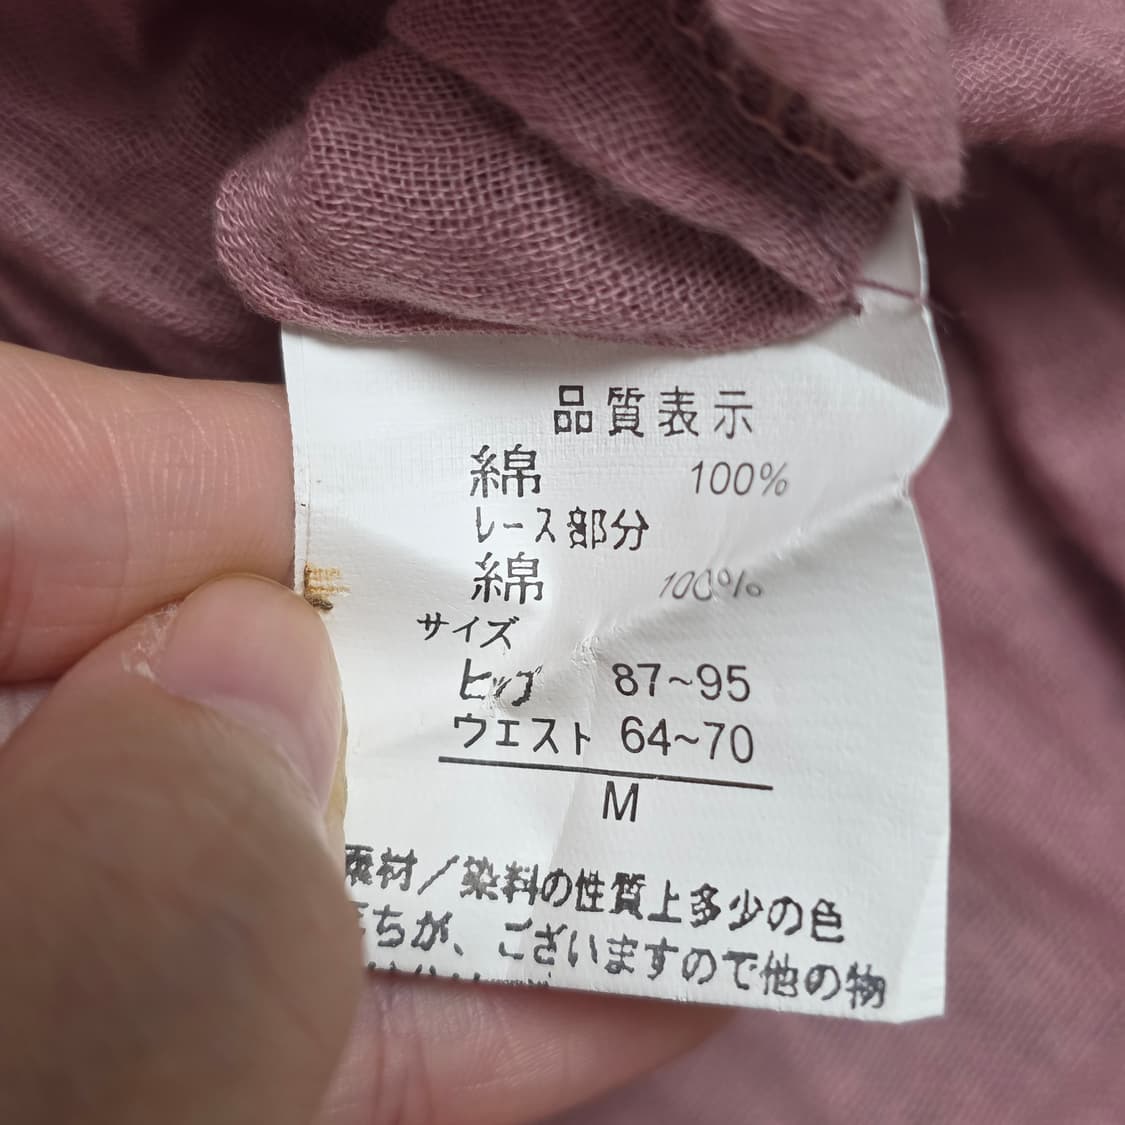 品質表示
綿 100%
レース部分
綿 100%
サイズ
ヒップ 87~95
ウエスト 64~70
M
素材/染料の性質上多少の色
落ちが、ございますので他の物